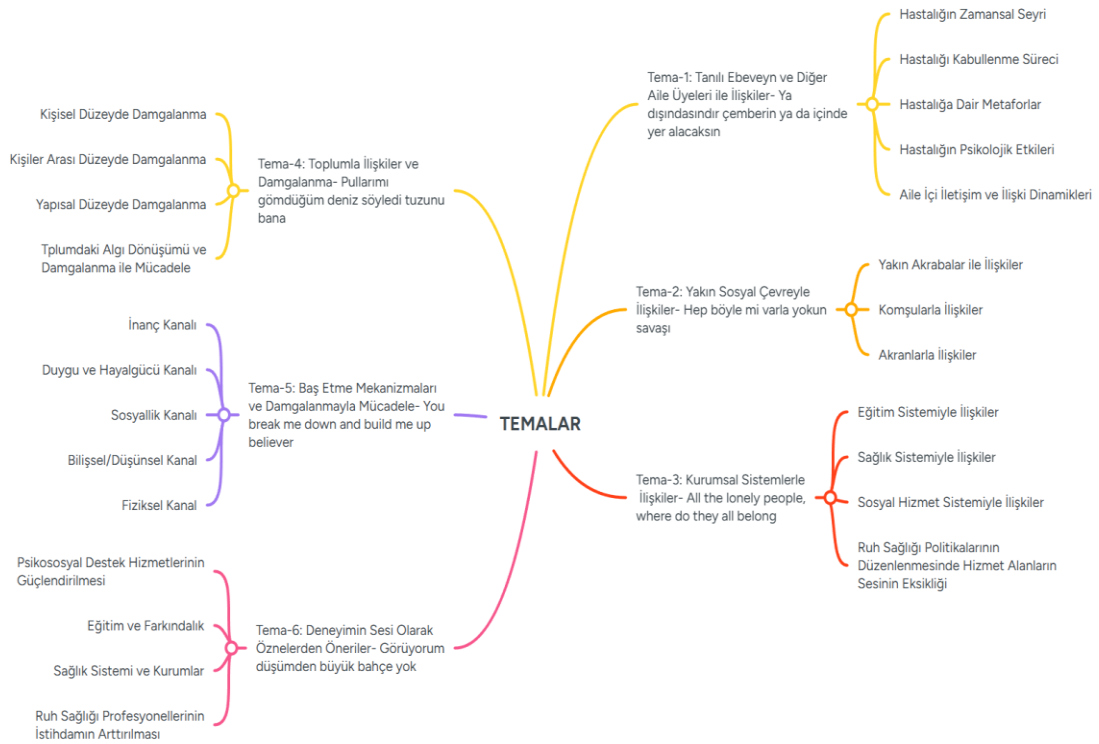 TEMALAR
Tema-1: Tanılı Ebeveyn ve Diğer
Aile Üyeleri ile İlişkiler- Ya
dışındasındır çemberin ya da içinde
yer alacaksın
Hastalığın Zamansal Seyri
Hastalığı Kabullenme Süreci
Hastalığa Dair Metaforlar
Hastalığın Psikolojik Etkileri
Aile İçi İletişim ve İlişki Dinamikleri
Tema-2: Yakın Sosyal Çevreyle
İlişkiler- Hep böyle mi varla yokun
savaşı
Yakın Akrabalar ile İlişkiler
Komşularla İlişkiler
Akranlarla İlişkiler
Tema-3: Kurumsal Sistemlerle
İlişkiler- All the lonely people,
where do they all belong
Eğitim Sistemiyle İlişkiler
Sağlık Sistemiyle İlişkiler
Sosyal Hizmet Sistemiyle İlişkiler
Ruh Sağlığı Politikalarının
Düzenlenmesinde Hizmet Alanların
Sesinin Eksikliği
Tema-4: Toplumla İlişkiler ve
Damgalanma- Pullarımı
gömdüğüm deniz söyledi tuzunu
bana
Kişisel Düzeyde Damgalanma
Kişiler Arası Düzeyde Damgalanma
Yapısal Düzeyde Damgalanma
Tplumdaki Algı Dönüşümü ve
Damgalanma ile Mücadele
Tema-5: Baş Etme Mekanizmaları
ve Damgalanmayla Mücadele- You
break me down and build me up
believer
İnanç Kanalı
Duygu ve Hayalgücü Kanalı
Sosyallik Kanalı
Bilişsel/Düşünsel Kanal
Fiziksel Kanal
Tema-6: Deneyimin Sesi Olarak
Öznelerden Öneriler- Görüyorum
düşümden büyük bahçe yok
Psikososyal Destek Hizmetlerinin
Güçlendirilmesi
Eğitim ve Farkındalık
Sağlık Sistemi ve Kurumlar
Ruh Sağlığı Profesyonellerinin
İstihdamın Arttırılması